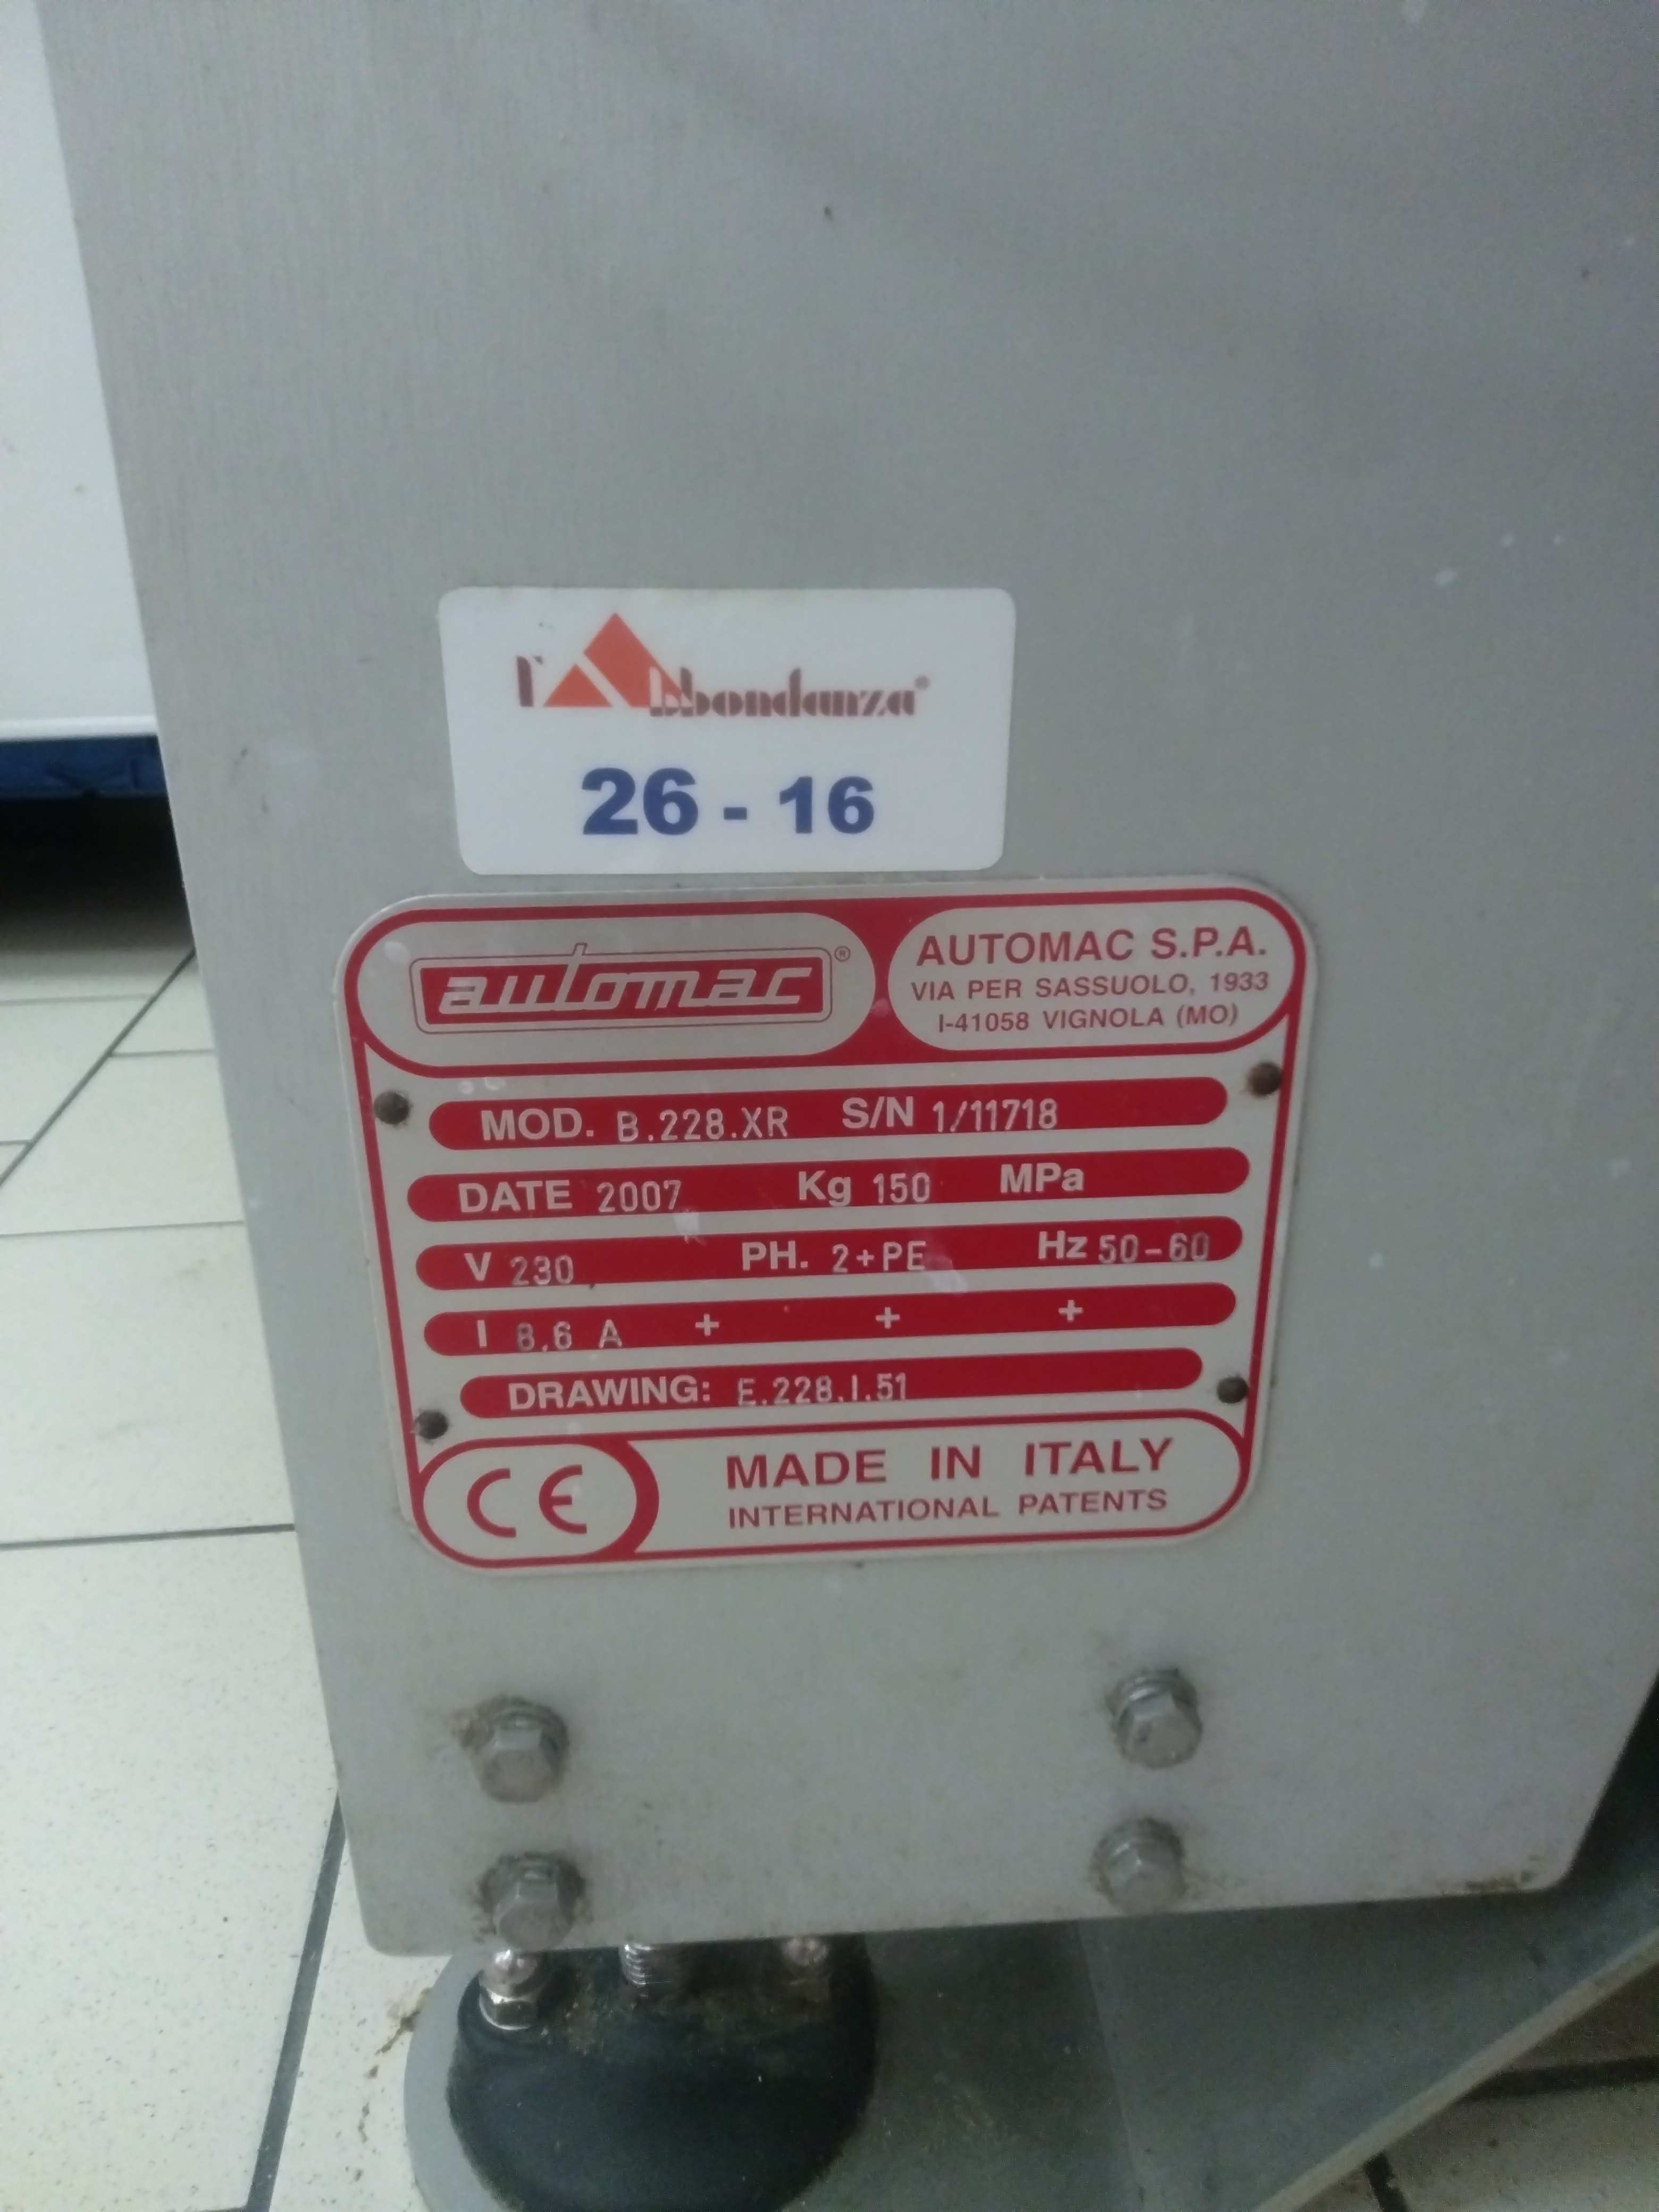 l'Abbondanza®
26 - 16
automac®
AUTOMAC S.P.A.
VIA PER SASSUOLO, 1933
I-41058 VIGNOLA (MO)
MOD. B.228.XR S/N 1/11718
DATE 2007 Kg 150 MPa
V 230 PH. 2+PE Hz 50-60
I 8,6 A + + +
DRAWING: E.228.I.51
CE MADE IN ITALY
INTERNATIONAL PATENTS